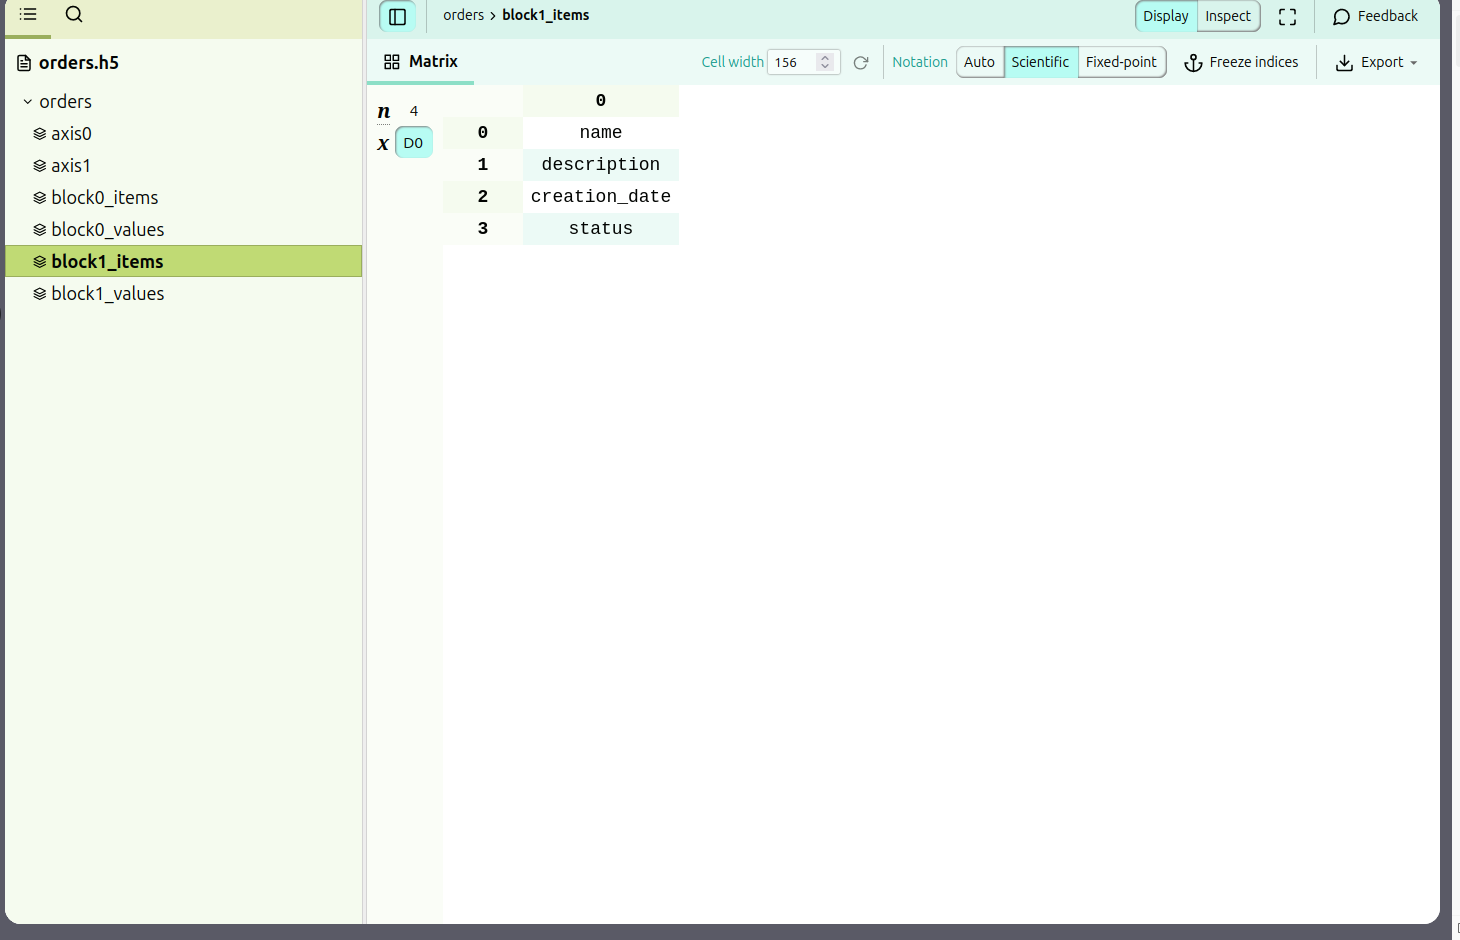 orders > block1_items
Display Inspect
Feedback
orders.h5
Matrix
Cell width 156
Notation Auto Scientific Fixed-point
Freeze indices
Export
orders
axis0
axis1
block0_items
block0_values
block1_items
block1_values
n 4
x D0
0
0 name
1 description
2 creation_date
3 status